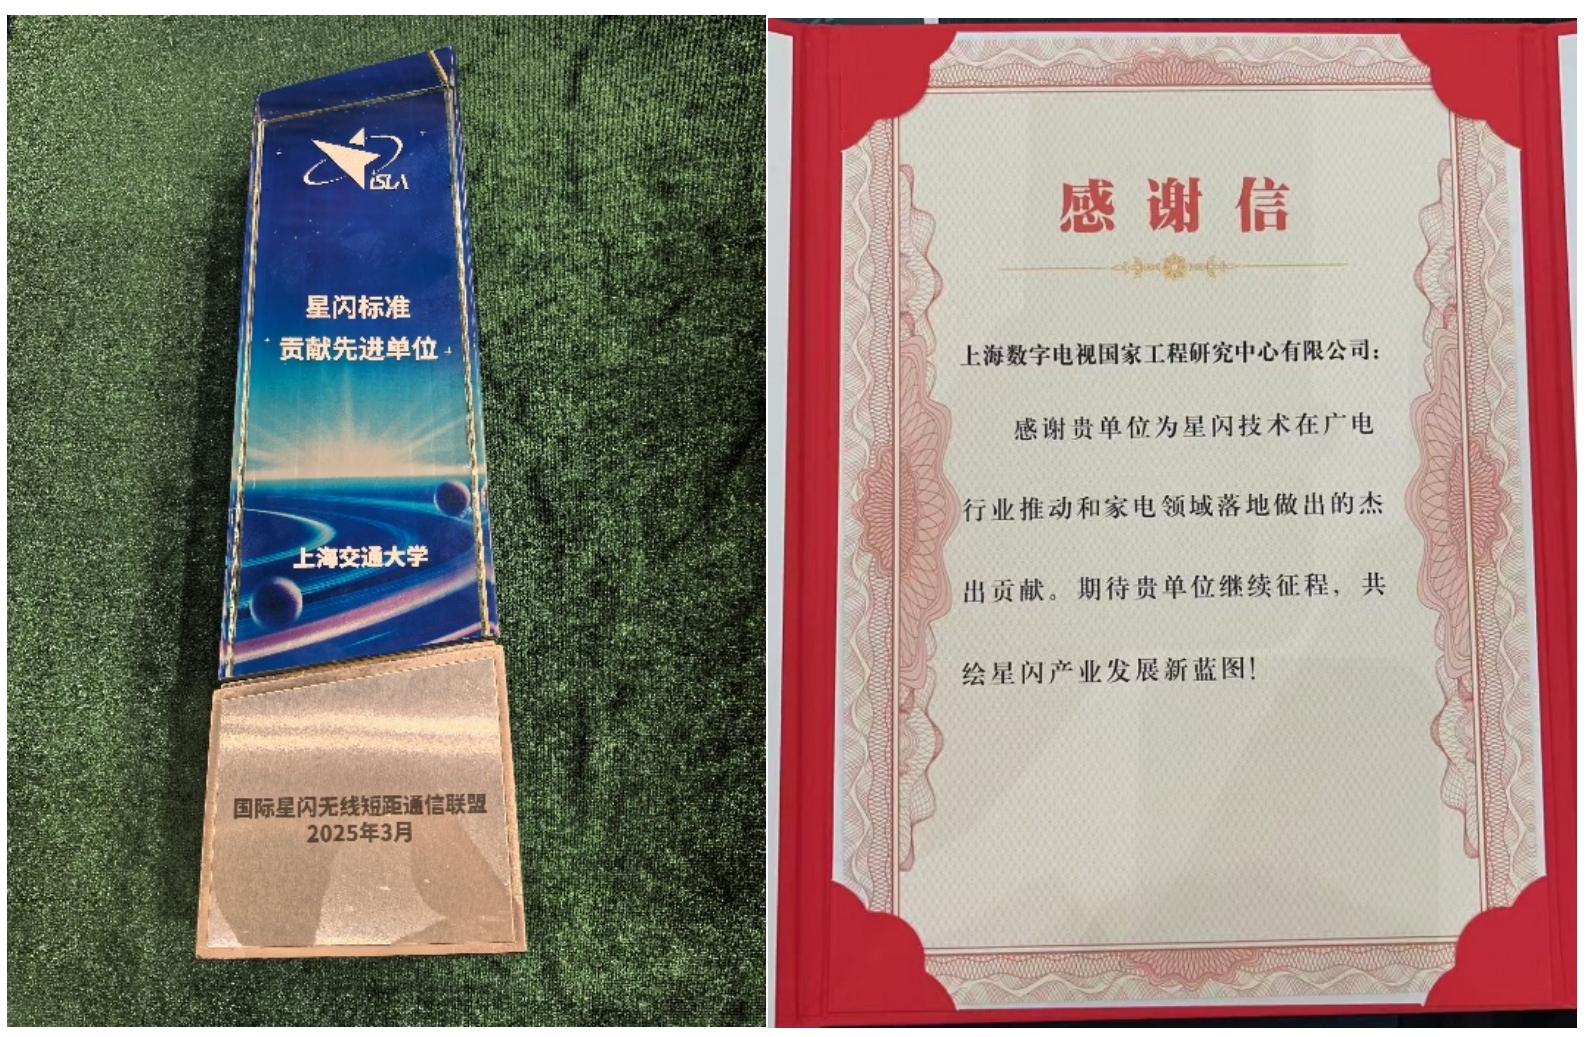 iSLA
星闪标准
贡献先进单位
上海交通大学
国际星闪无线短距通信联盟
2025年3月
感谢信
上海数字电视国家工程研究中心有限公司：
感谢贵单位为星闪技术在广电
行业推动和家电领域落地做出的杰
出贡献。期待贵单位继续征程，共
绘星闪产业发展新蓝图！